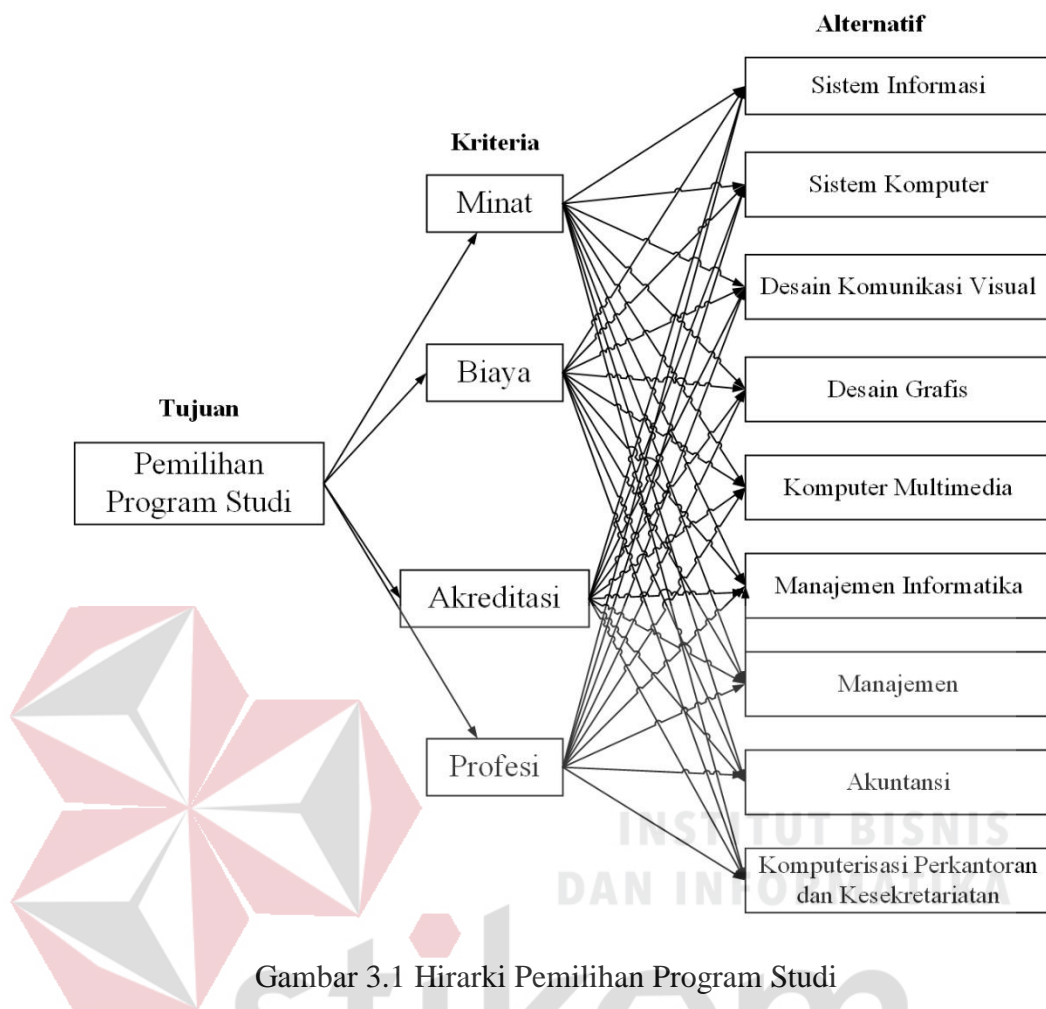 Alternatif
Sistem Informasi
Kriteria
Minat
Sistem Komputer
Desain Komunikasi Visual
Biaya
Desain Grafis
Tujuan
Pemilihan
Program Studi
Komputer Multimedia
Akreditasi
Manajemen Informatika
Manajemen
Profesi
Akuntansi
INSTITUT BISNIS
DAN INFORMATIKA
Komputerisasi Perkantoran
dan Kesekretariatan
Gambar 3.1 Hirarki Pemilihan Program Studi
stikom